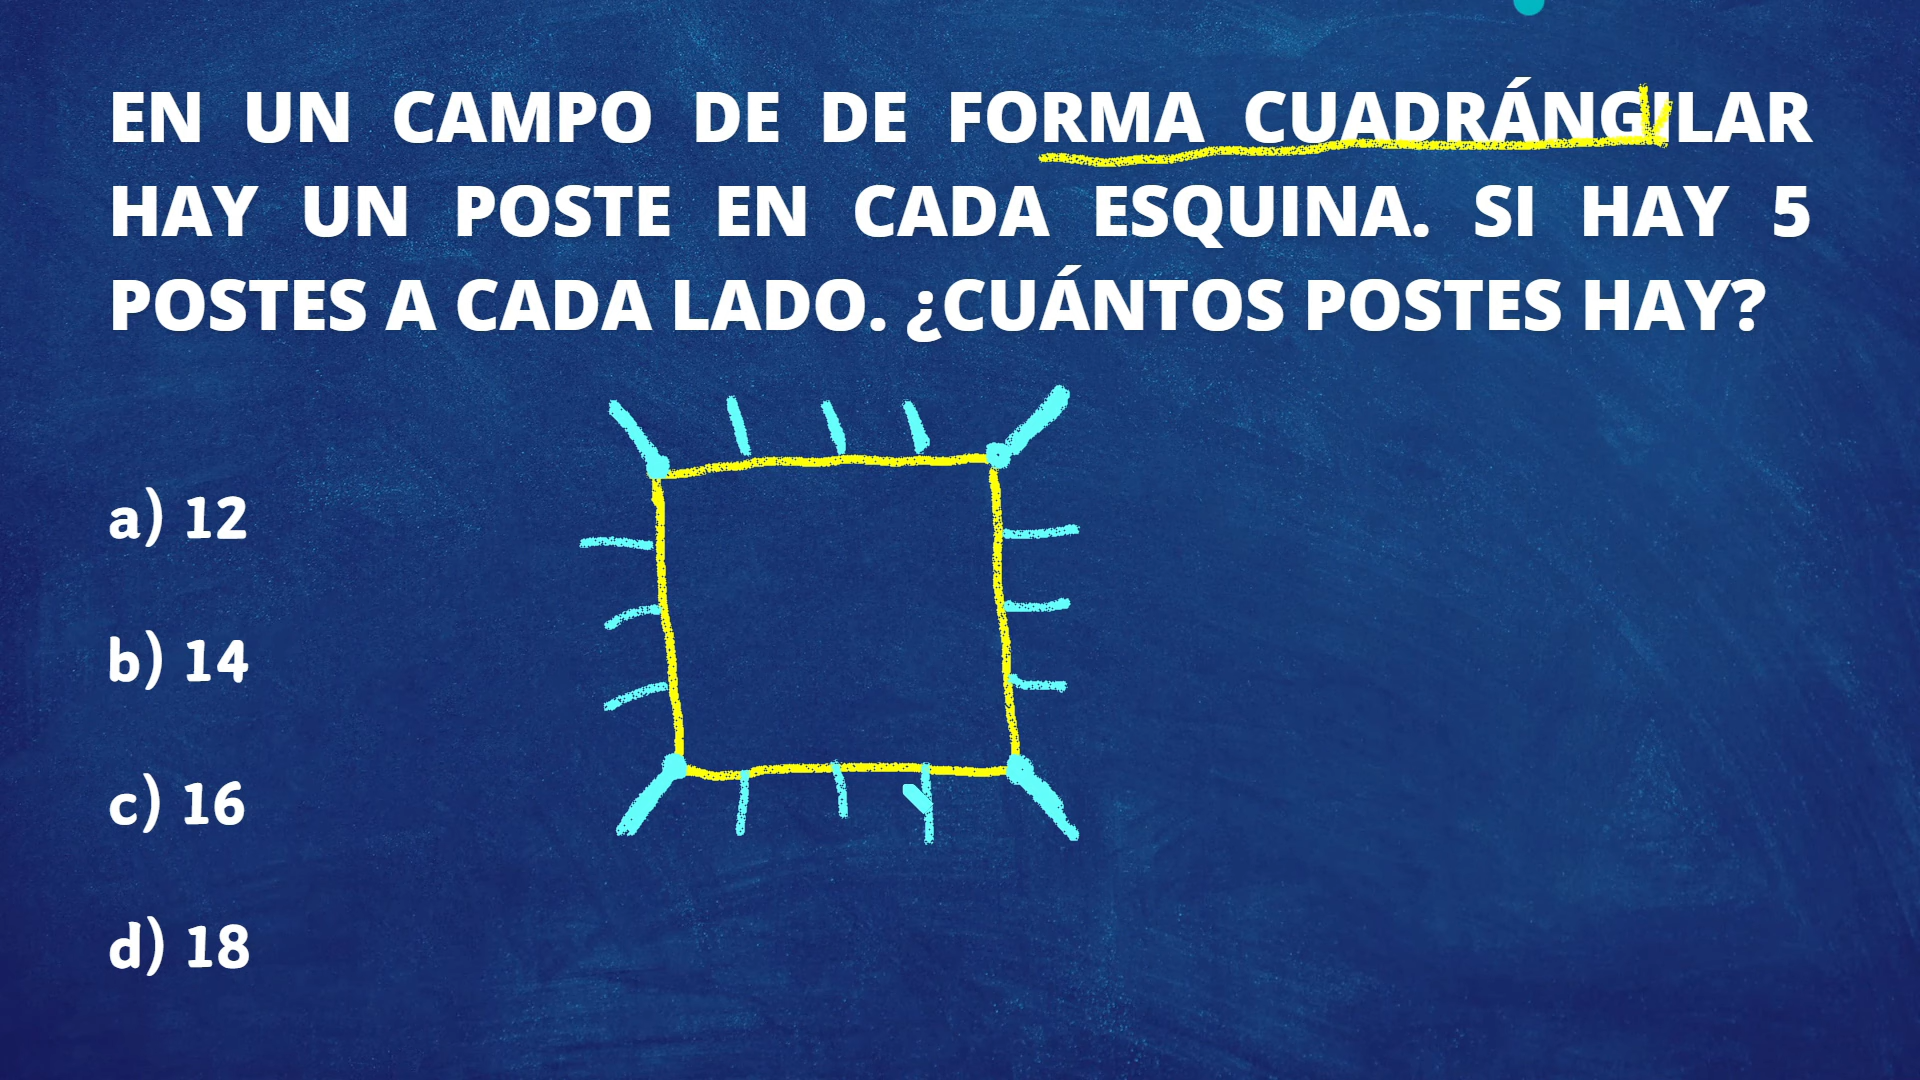 EN UN CAMPO DE DE FORMA CUADRÁNGILAR
HAY UN POSTE EN CADA ESQUINA. SI HAY 5
POSTES A CADA LADO. ¿CUÁNTOS POSTES HAY?
a) 12
b) 14
c) 16
d) 18